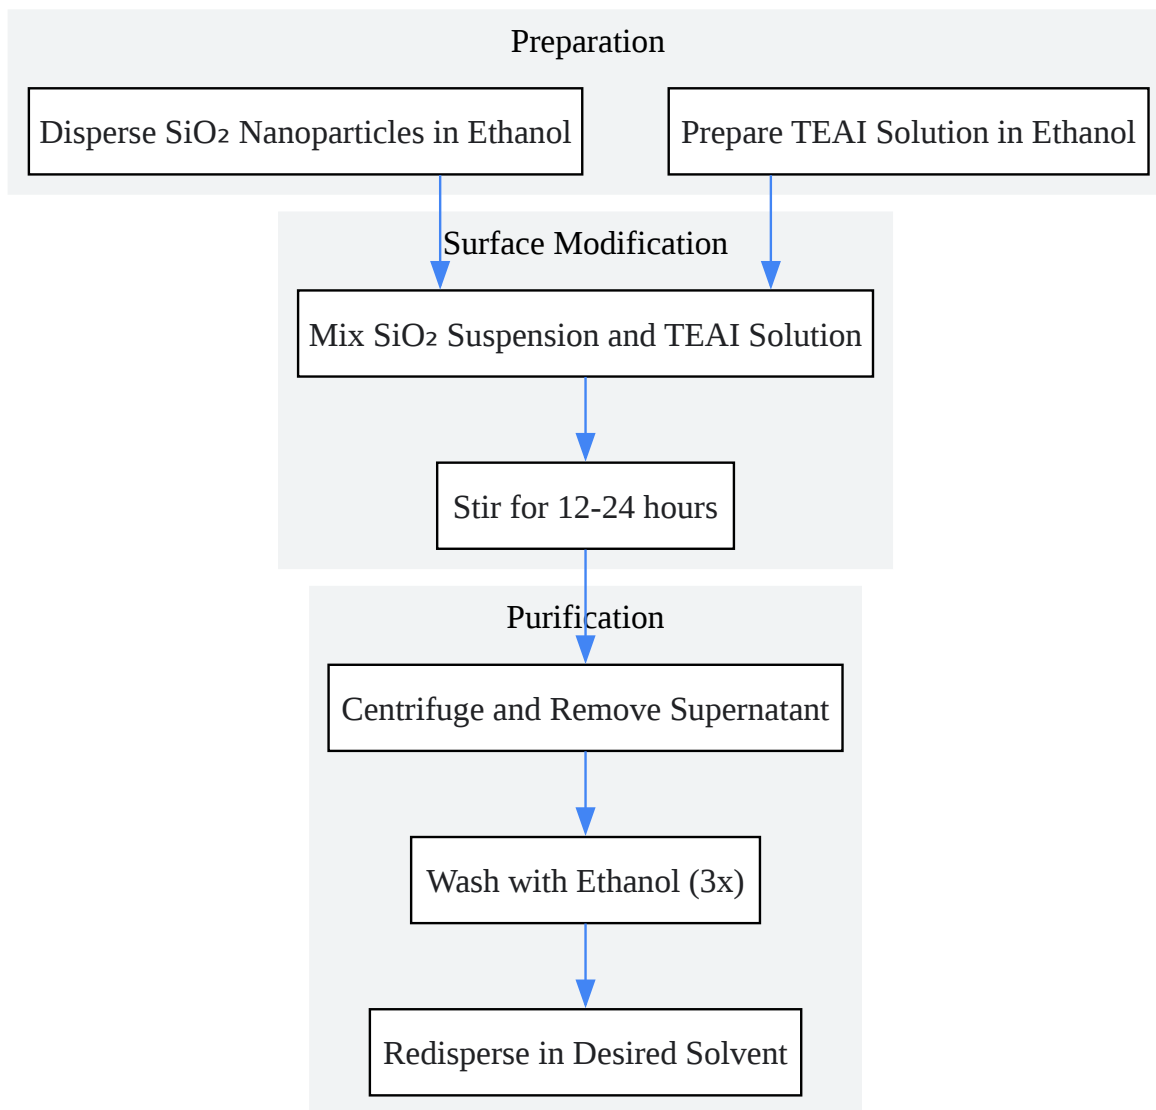 Preparation
Disperse SiO₂ Nanoparticles in Ethanol
Prepare TEAI Solution in Ethanol
Surface Modification
Mix SiO₂ Suspension and TEAI Solution
Stir for 12-24 hours
Purification
Centrifuge and Remove Supernatant
Wash with Ethanol (3x)
Redisperse in Desired Solvent